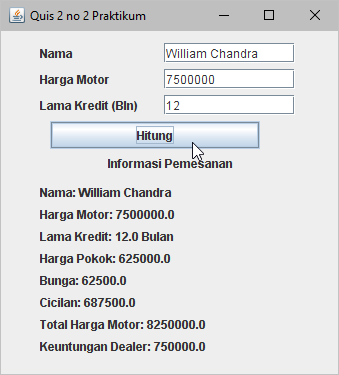 Quis 2 no 2 Praktikum
Nama William Chandra
Harga Motor 7500000
Lama Kredit (Bln) 12
Hitung
Informasi Pemesanan
Nama: William Chandra
Harga Motor: 7500000.0
Lama Kredit: 12.0 Bulan
Harga Pokok: 625000.0
Bunga: 62500.0
Cicilan: 687500.0
Total Harga Motor: 8250000.0
Keuntungan Dealer: 750000.0